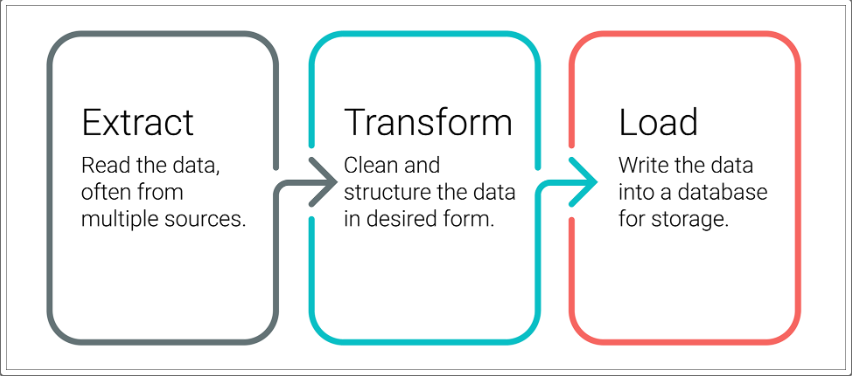 Extract
Read the data,
often from
multiple sources.
Transform
Clean and
structure the data
in desired form.
Load
Write the data
into a database
for storage.